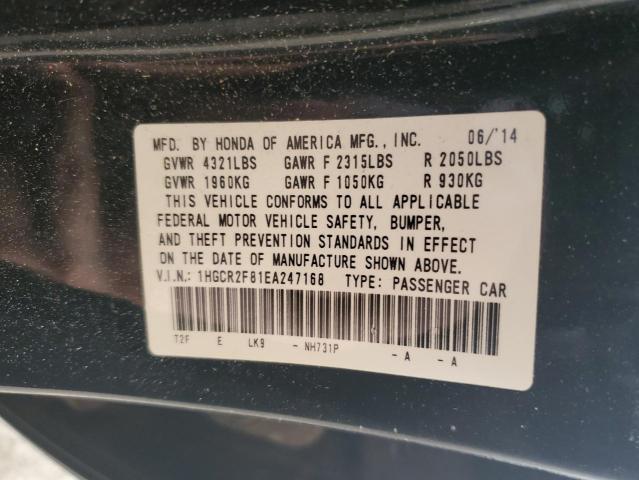 MFD. BY HONDA OF AMERICA MFG., INC. 06/'14
GVWR 4321LBS GAWR F 2315LBS R 2050LBS
GVWR 1960KG GAWR F 1050KG R 930KG
THIS VEHICLE CONFORMS TO ALL APPLICABLE
FEDERAL MOTOR VEHICLE SAFETY, BUMPER,
AND THEFT PREVENTION STANDARDS IN EFFECT
ON THE DATE OF MANUFACTURE SHOWN ABOVE.
V.I.N.: 1HGCR2F81EA247168 TYPE: PASSENGER CAR
T2F E LK9 - NH731P - A - A